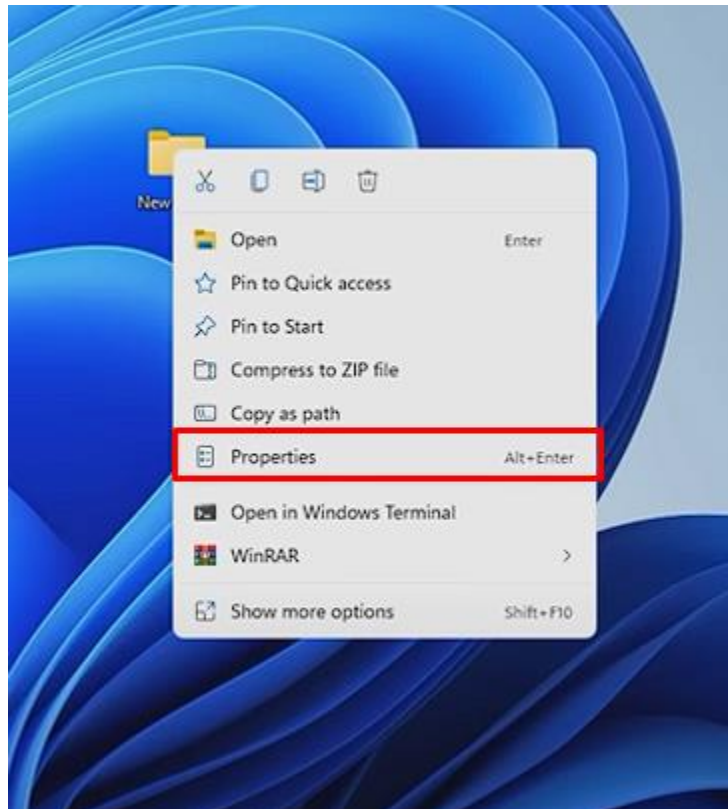 New
Open Enter
Pin to Quick access
Pin to Start
Compress to ZIP file
Copy as path
Properties Alt+Enter
Open in Windows Terminal
WinRAR
Show more options Shift+F10